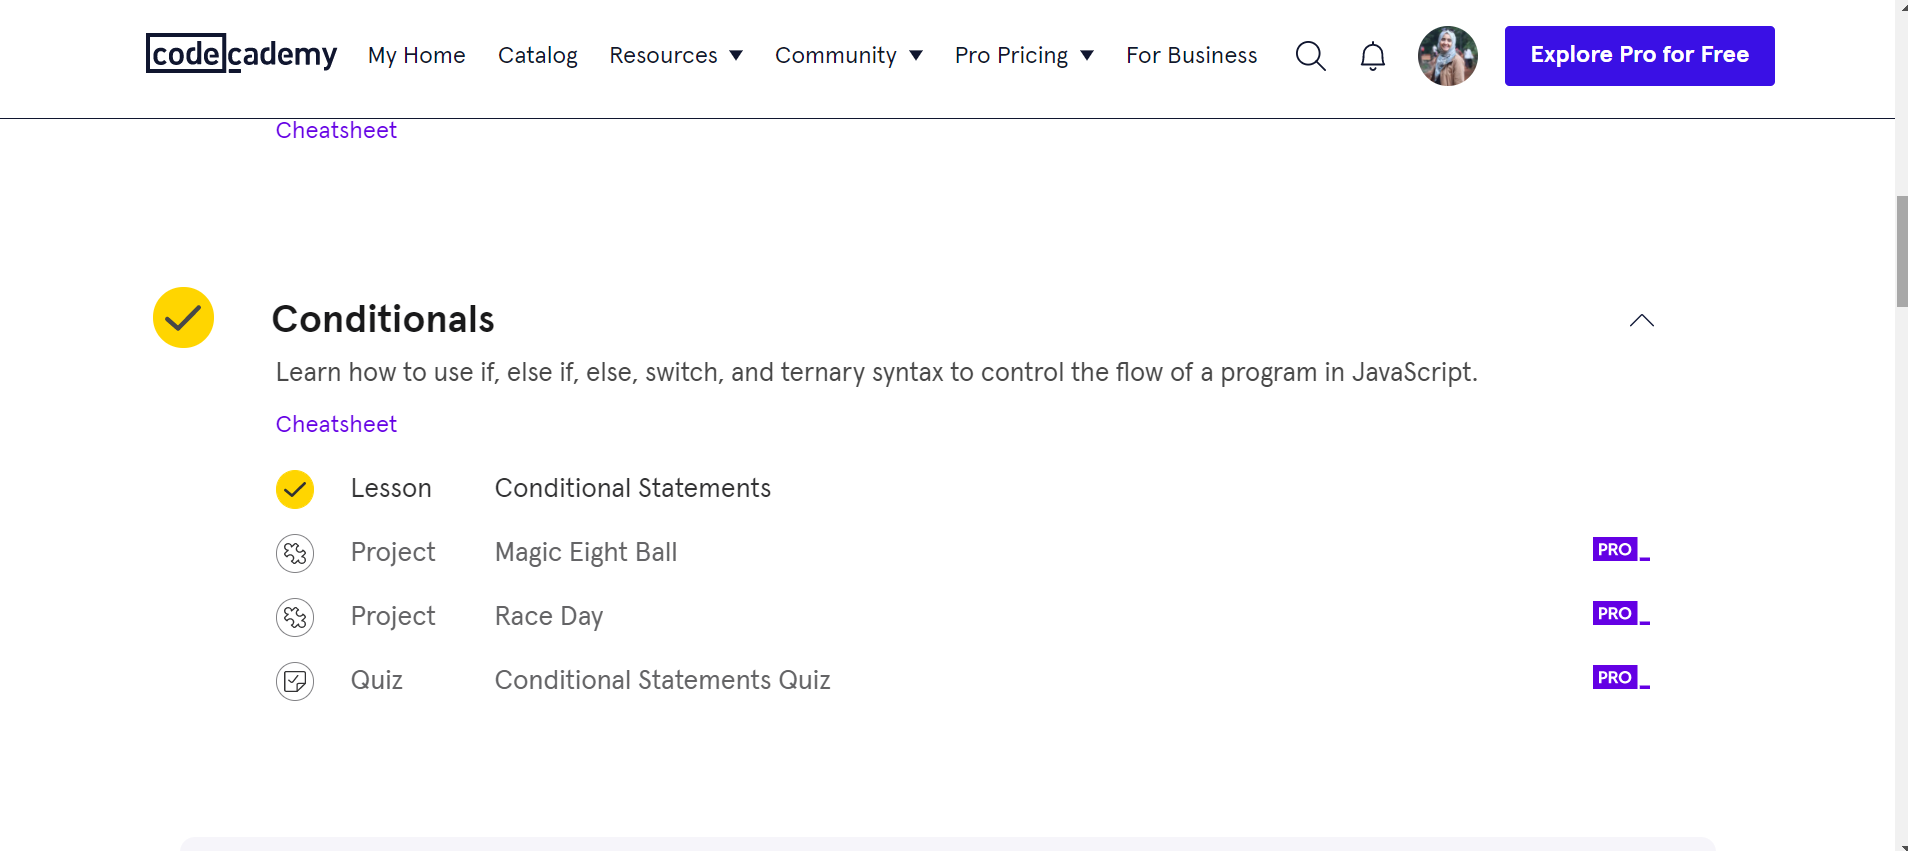 codecademy My Home Catalog Resources Community Pro Pricing For Business Explore Pro for Free
Cheatsheet
Conditionals
Learn how to use if, else if, else, switch, and ternary syntax to control the flow of a program in JavaScript.
Cheatsheet
Lesson Conditional Statements
Project Magic Eight Ball PRO
Project Race Day PRO
Quiz Conditional Statements Quiz PRO